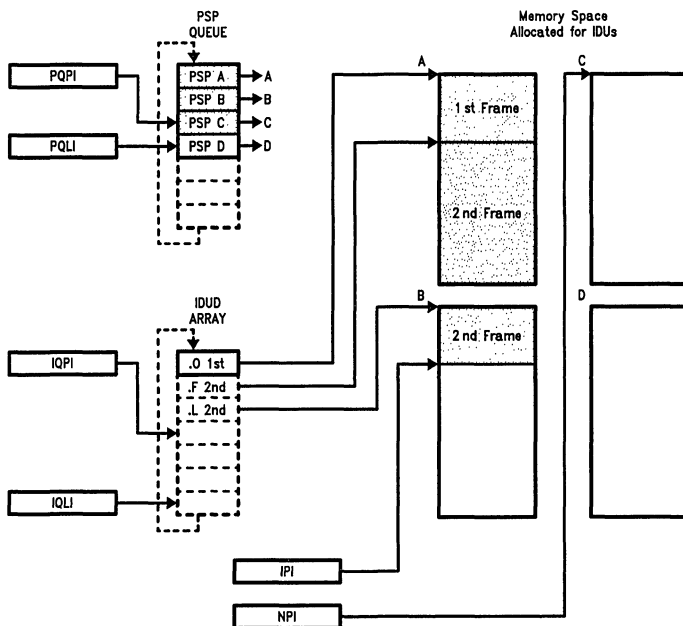 PSP
QUEUE
PQPI
PQLI
PSP A
A
PSP B
B
PSP C
C
PSP D
D
Memory Space
Allocated for IDUs
A
C
1st Frame
2nd Frame
B
D
2nd Frame
IDUD
ARRAY
IQPI
IQLI
.O 1st
.F 2nd
.L 2nd
IPI
NPI